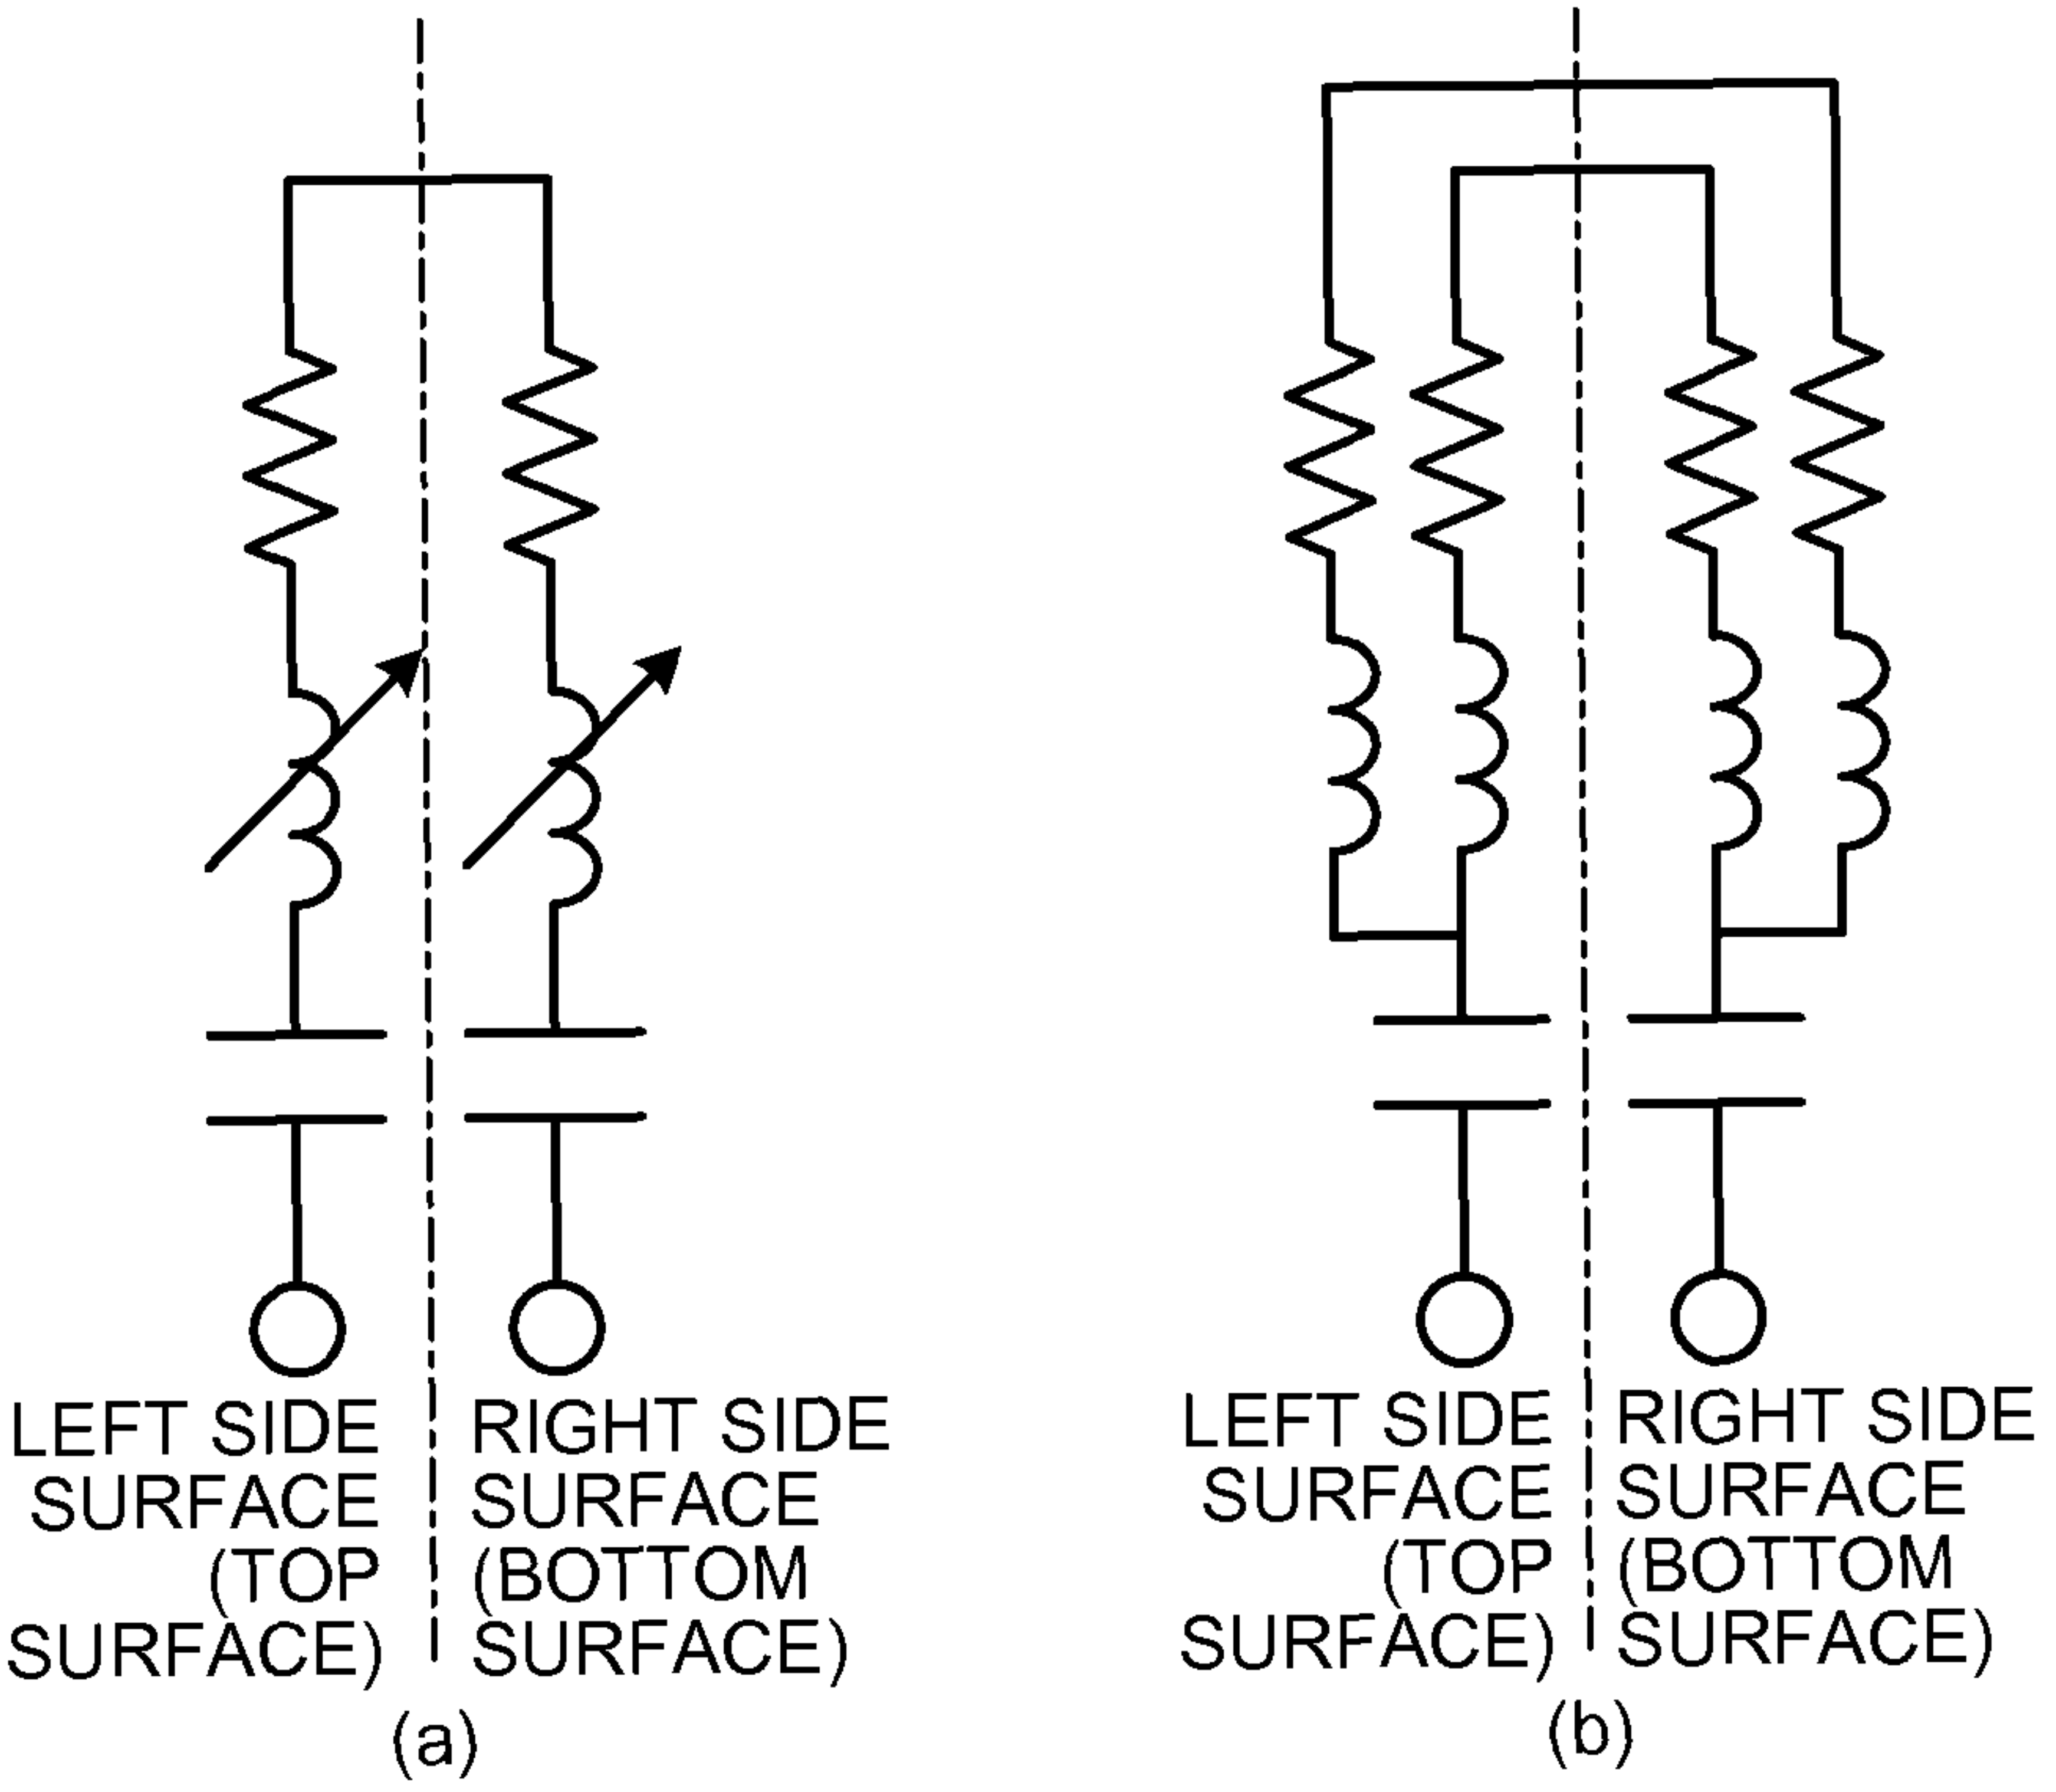 LEFT SIDE
SURFACE
(TOP
SURFACE)
RIGHT SIDE
SURFACE
(BOTTOM
SURFACE)
(a)
LEFT SIDE
SURFACE
(TOP
SURFACE)
RIGHT SIDE
SURFACE
(BOTTOM
SURFACE)
(b)